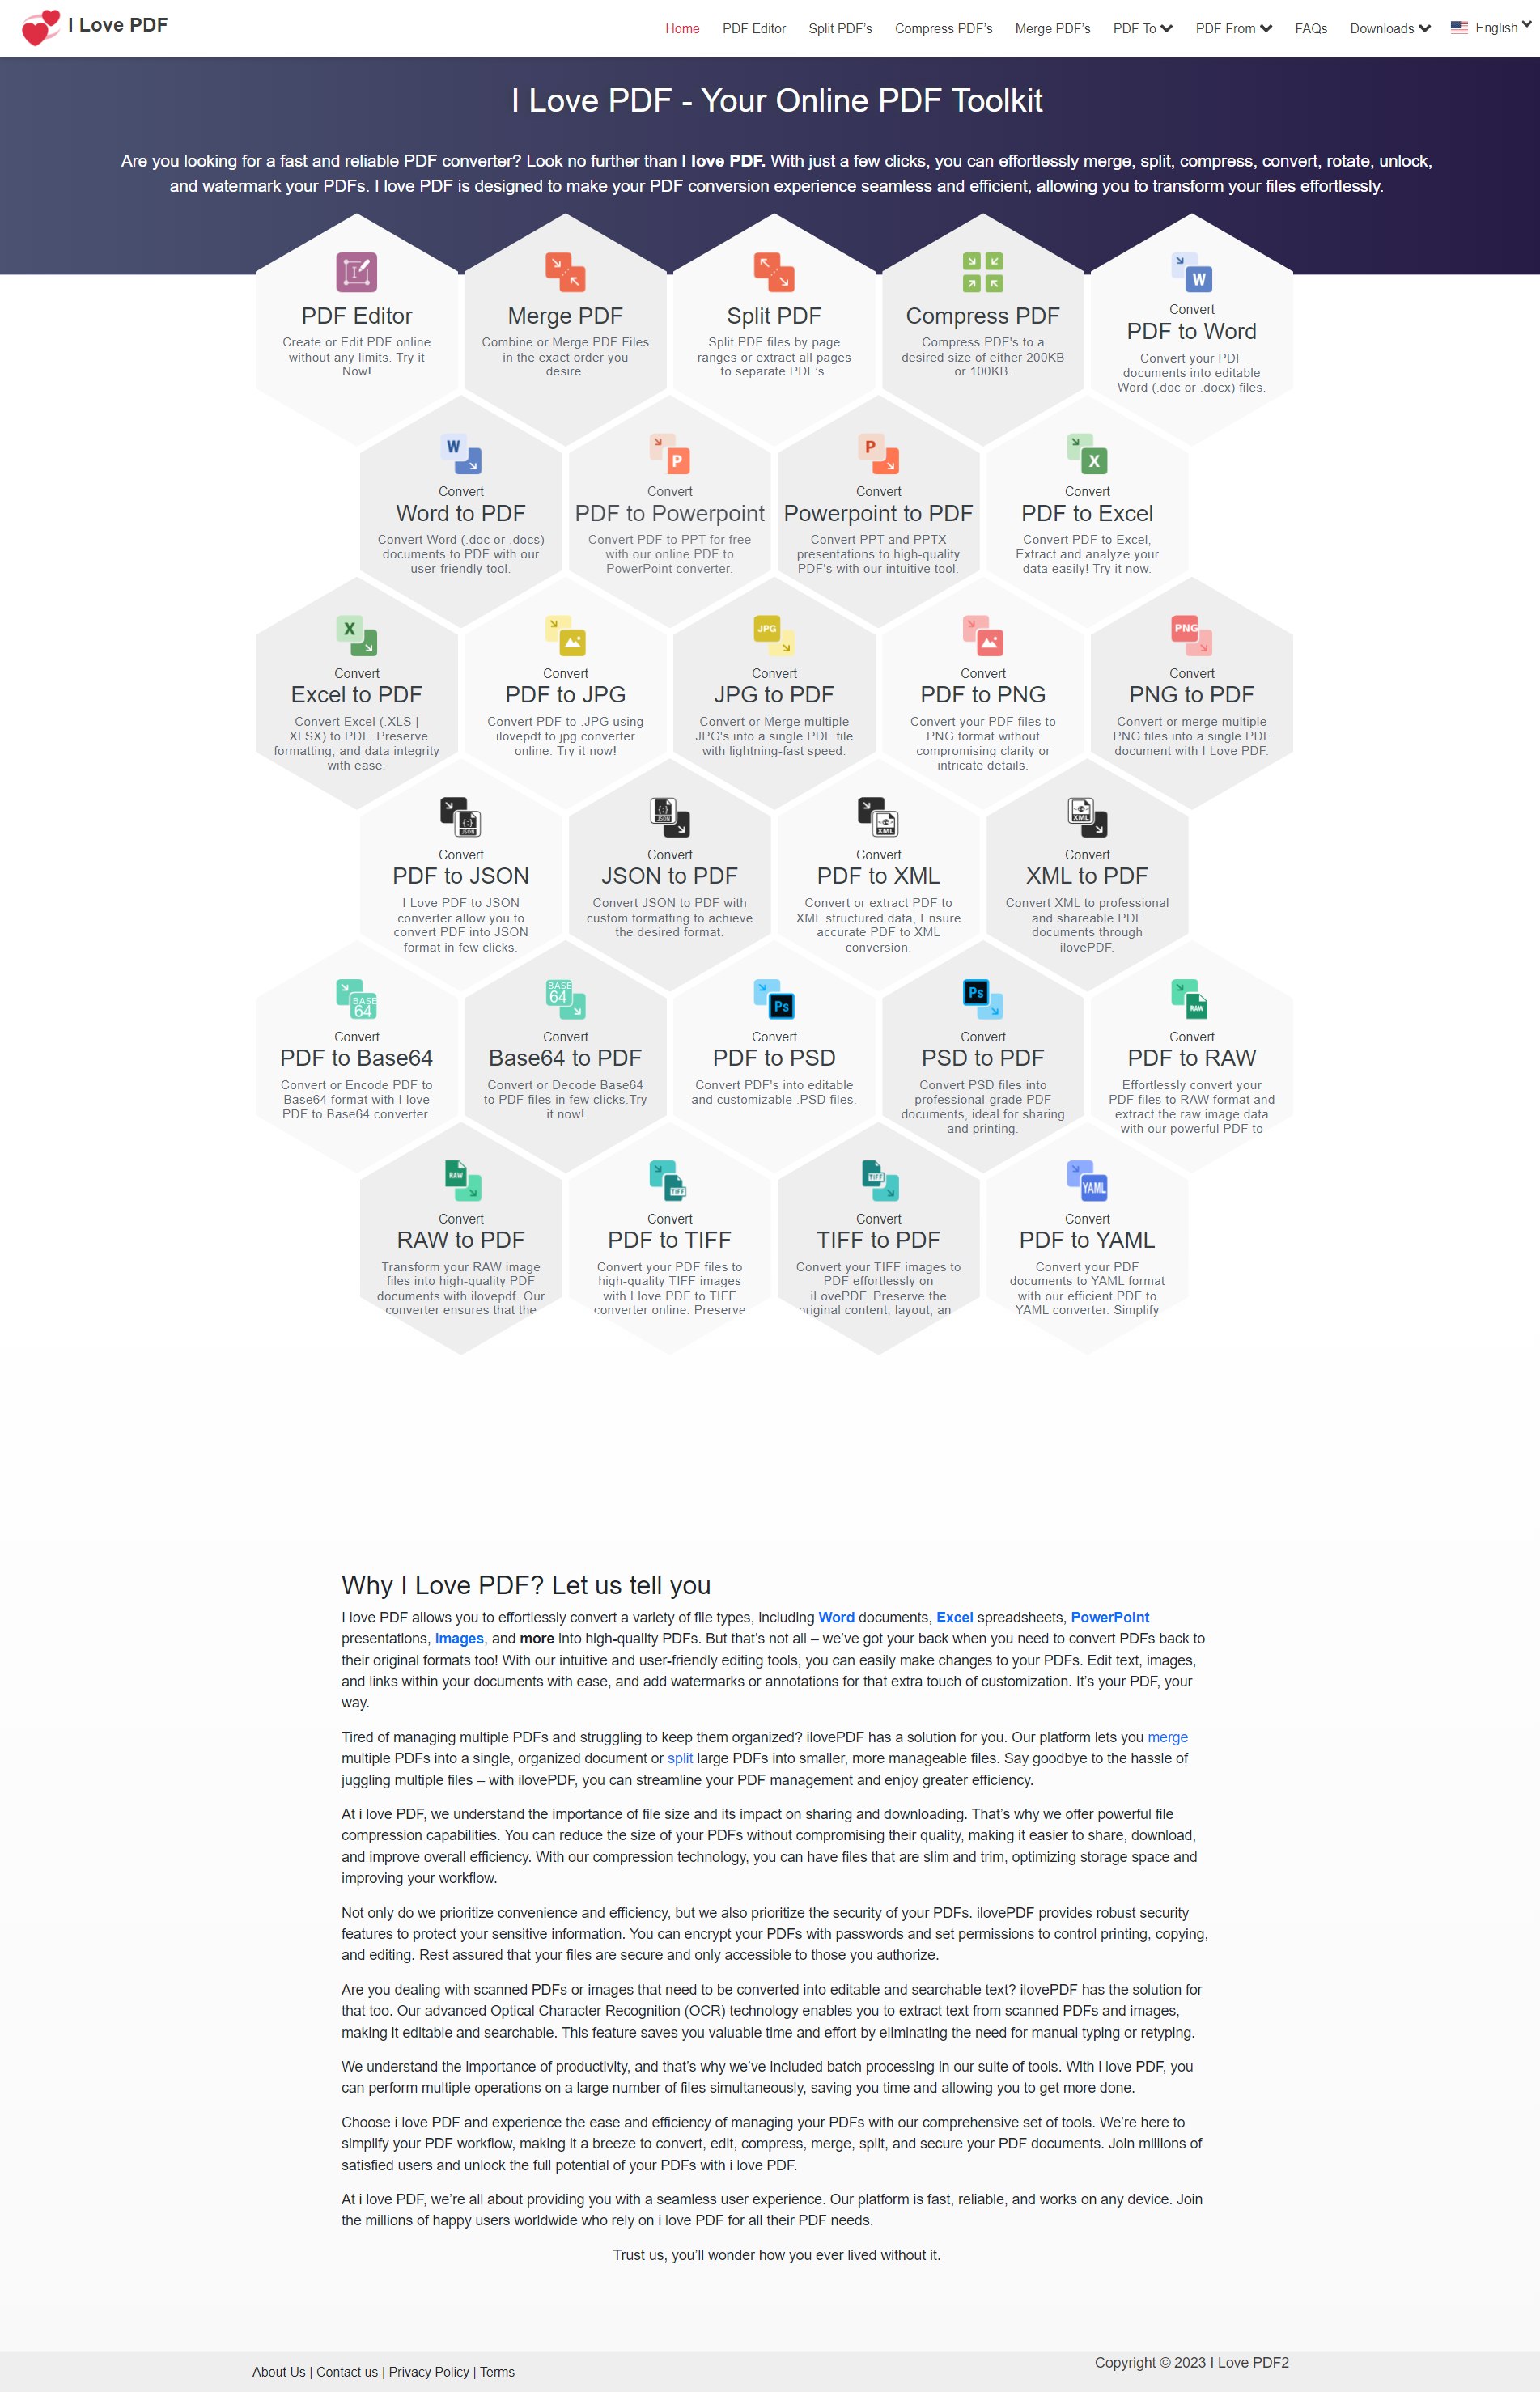 I Love PDF
Home PDF Editor Split PDF’s Compress PDF’s Merge PDF’s PDF To PDF From FAQs Downloads English
I Love PDF - Your Online PDF Toolkit
Are you looking for a fast and reliable PDF converter? Look no further than I love PDF. With just a few clicks, you can effortlessly merge, split, compress, convert, rotate, unlock,
and watermark your PDFs. I love PDF is designed to make your PDF conversion experience seamless and efficient, allowing you to transform your files effortlessly.
PDF Editor
Create or Edit PDF online
without any limits. Try it
Now!
Merge PDF
Combine or Merge PDF Files
in the exact order you
desire.
Split PDF
Split PDF files by page
ranges or extract all pages
to separate PDF’s.
Compress PDF
Compress PDF's to a
desired size of either 200KB
or 100KB.
W
Convert
PDF to Word
Convert your PDF
documents into editable
Word (.doc or .docx) files.
W
Convert
Word to PDF
Convert Word (.doc or .docs)
documents to PDF with our
user-friendly tool.
P
Convert
PDF to Powerpoint
Convert PDF to PPT for free
with our online PDF to
PowerPoint converter.
P
Convert
Powerpoint to PDF
Convert PPT and PPTX
presentations to high-quality
PDF's with our intuitive tool.
X
Convert
PDF to Excel
Convert PDF to Excel,
Extract and analyze your
data easily! Try it now.
X
Convert
Excel to PDF
Convert Excel (.XLS |
.XLSX) to PDF. Preserve
formatting, and data integrity
with ease.
Convert
PDF to JPG
Convert PDF to .JPG using
ilovepdf to jpg converter
online. Try it now!
JPG
Convert
JPG to PDF
Convert or Merge multiple
JPG's into a single PDF file
with lightning-fast speed.
Convert
PDF to PNG
Convert your PDF files to
PNG format without
compromising clarity or
intricate details.
PNG
Convert
PNG to PDF
Convert or merge multiple
PNG files into a single PDF
document with I Love PDF.
{;} JSON
Convert
PDF to JSON
I Love PDF to JSON
converter allow you to
convert PDF into JSON
format in few clicks.
{;} JSON
Convert
JSON to PDF
Convert JSON to PDF with
custom formatting to achieve
the desired format.
XML
Convert
PDF to XML
Convert or extract PDF to
XML structured data, Ensure
accurate PDF to XML
conversion.
XML
Convert
XML to PDF
Convert XML to professional
and shareable PDF
documents through
ilovePDF.
BASE
64
Convert
PDF to Base64
Convert or Encode PDF to
Base64 format with I love
PDF to Base64 converter.
BASE
64
Convert
Base64 to PDF
Convert or Decode Base64
to PDF files in few clicks.Try
it now!
Ps
Convert
PDF to PSD
Convert PDF's into editable
and customizable .PSD files.
Ps
Convert
PSD to PDF
Convert PSD files into
professional-grade PDF
documents, ideal for sharing
and printing.
RAW
Convert
PDF to RAW
Effortlessly convert your
PDF files to RAW format and
extract the raw image data
with our powerful PDF to
RAW
Convert
RAW to PDF
Transform your RAW image
files into high-quality PDF
documents with ilovepdf. Our
converter ensures that the
TIFF
Convert
PDF to TIFF
Convert your PDF files to
high-quality TIFF images
with I love PDF to TIFF
converter online. Preserve
TIFF
Convert
TIFF to PDF
Convert your TIFF images to
PDF effortlessly on
iLovePDF. Preserve the
original content, layout, an
YAML
Convert
PDF to YAML
Convert your PDF
documents to YAML format
with our efficient PDF to
YAML converter. Simplify
Why I Love PDF? Let us tell you
I love PDF allows you to effortlessly convert a variety of file types, including Word documents, Excel spreadsheets, PowerPoint
presentations, images, and more into high-quality PDFs. But that’s not all – we’ve got your back when you need to convert PDFs back to
their original formats too! With our intuitive and user-friendly editing tools, you can easily make changes to your PDFs. Edit text, images,
and links within your documents with ease, and add watermarks or annotations for that extra touch of customization. It’s your PDF, your
way.
Tired of managing multiple PDFs and struggling to keep them organized? ilovePDF has a solution for you. Our platform lets you merge
multiple PDFs into a single, organized document or split large PDFs into smaller, more manageable files. Say goodbye to the hassle of
juggling multiple files – with ilovePDF, you can streamline your PDF management and enjoy greater efficiency.
At i love PDF, we understand the importance of file size and its impact on sharing and downloading. That’s why we offer powerful file
compression capabilities. You can reduce the size of your PDFs without compromising their quality, making it easier to share, download,
and improve overall efficiency. With our compression technology, you can have files that are slim and trim, optimizing storage space and
improving your workflow.
Not only do we prioritize convenience and efficiency, but we also prioritize the security of your PDFs. ilovePDF provides robust security
features to protect your sensitive information. You can encrypt your PDFs with passwords and set permissions to control printing, copying,
and editing. Rest assured that your files are secure and only accessible to those you authorize.
Are you dealing with scanned PDFs or images that need to be converted into editable and searchable text? ilovePDF has the solution for
that too. Our advanced Optical Character Recognition (OCR) technology enables you to extract text from scanned PDFs and images,
making it editable and searchable. This feature saves you valuable time and effort by eliminating the need for manual typing or retyping.
We understand the importance of productivity, and that’s why we’ve included batch processing in our suite of tools. With i love PDF, you
can perform multiple operations on a large number of files simultaneously, saving you time and allowing you to get more done.
Choose i love PDF and experience the ease and efficiency of managing your PDFs with our comprehensive set of tools. We’re here to
simplify your PDF workflow, making it a breeze to convert, edit, compress, merge, split, and secure your PDF documents. Join millions of
satisfied users and unlock the full potential of your PDFs with i love PDF.
At i love PDF, we’re all about providing you with a seamless user experience. Our platform is fast, reliable, and works on any device. Join
the millions of happy users worldwide who rely on i love PDF for all their PDF needs.
Trust us, you’ll wonder how you ever lived without it.
About Us | Contact us | Privacy Policy | Terms
Copyright © 2023 I Love PDF2